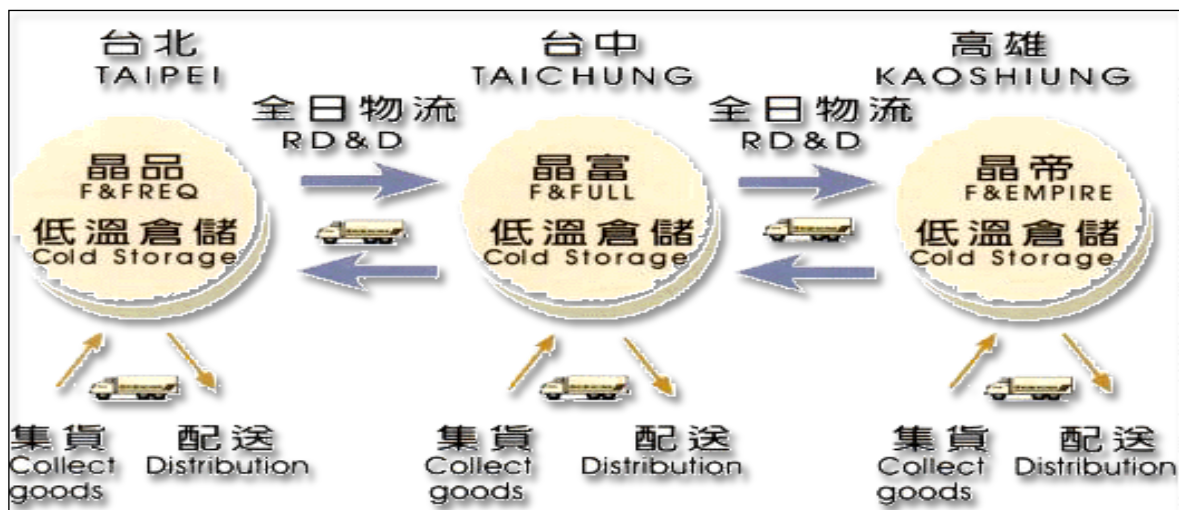 台北
TAIPEI
台中
TAICHUNG
高雄
KAOSHIUNG
全日物流
RD&D
全日物流
RD&D
晶品
F&FREQ
低溫倉儲
Cold Storage
晶富
F&FULL
低溫倉儲
Cold Storage
晶帝
F&EMPIRE
低溫倉儲
Cold Storage
集貨
Collect
goods
配送
Distribution
集貨
Collect
goods
配送
Distribution
集貨
Collect
goods
配送
Distribution